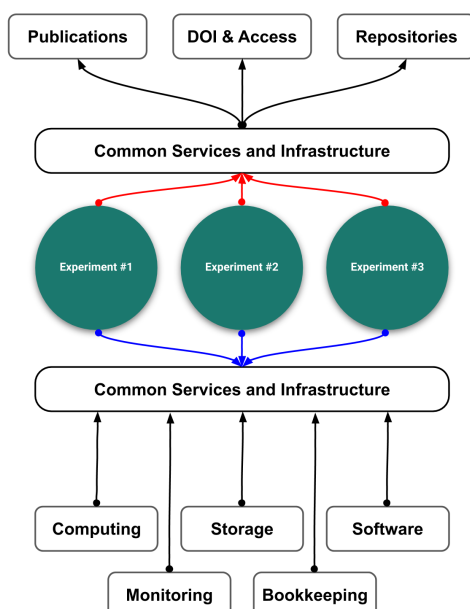 Publications
DOI & Access
Repositories
Common Services and Infrastructure
Experiment #1
Experiment #2
Experiment #3
Common Services and Infrastructure
Computing
Storage
Software
Monitoring
Bookkeeping